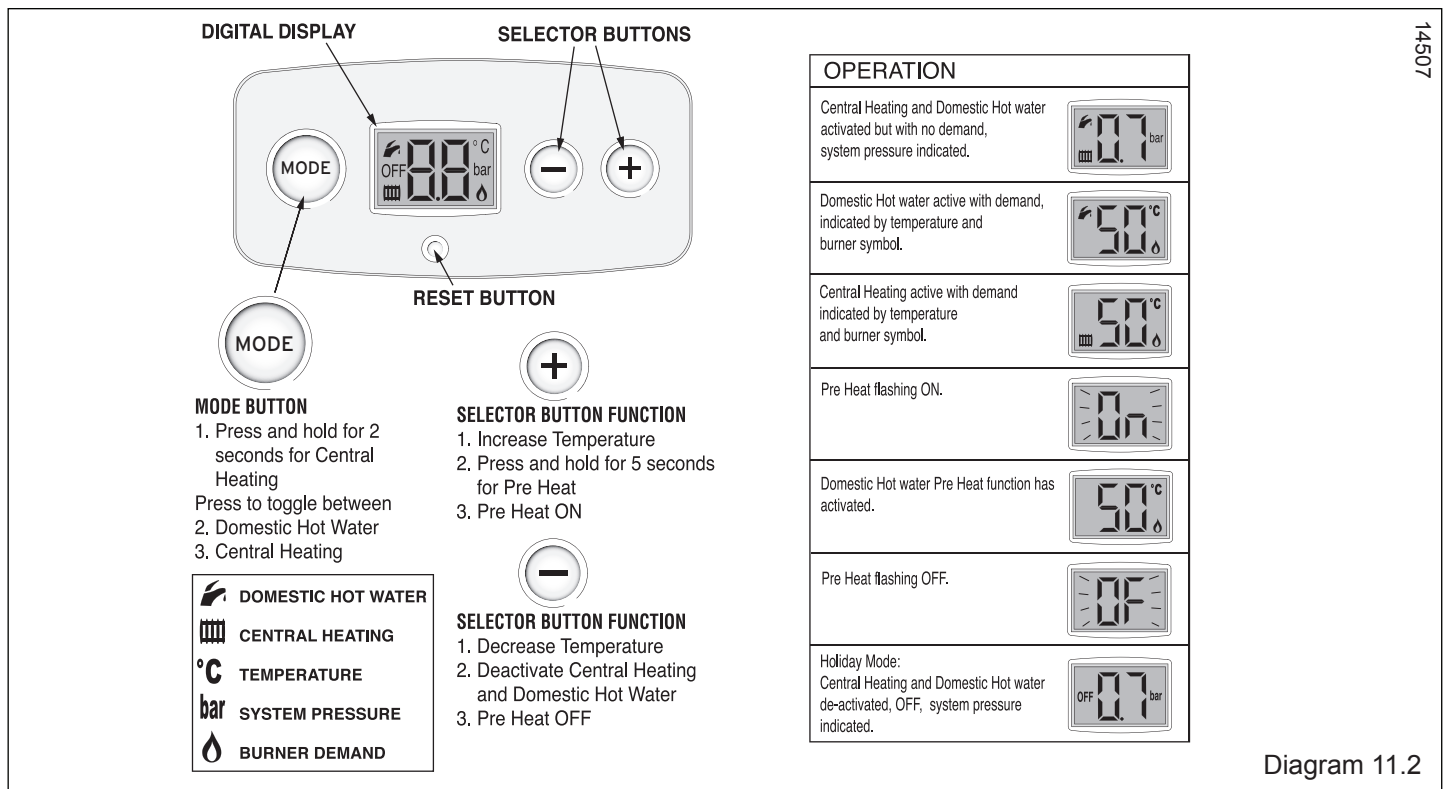 DIGITAL DISPLAY
SELECTOR BUTTONS
MODE
OFF 8.8 °C
bar
− +
RESET BUTTON
MODE
MODE BUTTON
1. Press and hold for 2
seconds for Central
Heating
Press to toggle between
2. Domestic Hot Water
3. Central Heating
+
SELECTOR BUTTON FUNCTION
1. Increase Temperature
2. Press and hold for 5 seconds
for Pre Heat
3. Pre Heat ON
−
SELECTOR BUTTON FUNCTION
1. Decrease Temperature
2. Deactivate Central Heating
and Domestic Hot Water
3. Pre Heat OFF
DOMESTIC HOT WATER
CENTRAL HEATING
°C TEMPERATURE
bar SYSTEM PRESSURE
BURNER DEMAND
OPERATION
Central Heating and Domestic Hot water
activated but with no demand,
system pressure indicated.
0.7 bar
Domestic Hot water active with demand,
indicated by temperature and
burner symbol.
50 °C
Central Heating active with demand
indicated by temperature
and burner symbol.
50 °C
Pre Heat flashing ON.
0n
Domestic Hot water Pre Heat function has
activated.
50 °C
Pre Heat flashing OFF.
0F
Holiday Mode:
Central Heating and Domestic Hot water
de-activated, OFF, system pressure
indicated.
OFF 0.7 bar
14507
Diagram 11.2